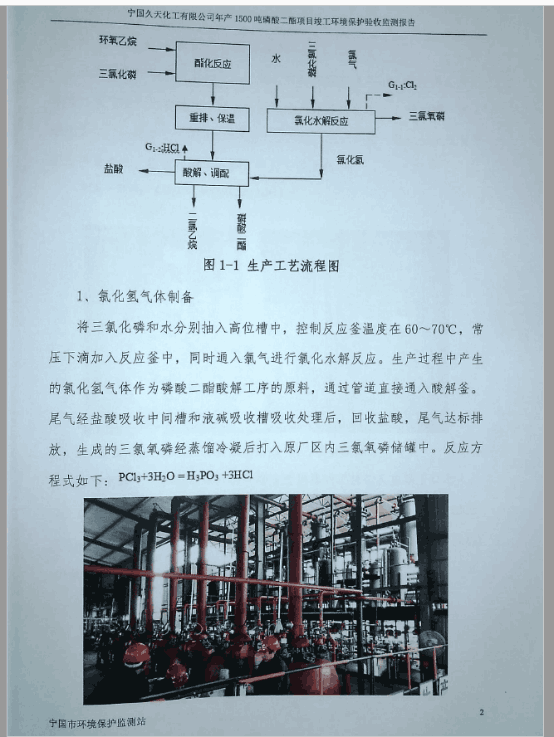 宁国久天化工有限公司年产1500吨磷酸二酯项目竣工环境保护验收监测报告
环氧乙烷
三氯化磷
酯化反应
水
三氯化磷
氯气
G1-1:Cl2
重排、保温
氯化水解反应
三氯氧磷
G1-2:HCl
氯化氢
盐酸
酸解、调配
二氯乙烷
磷酸二酯
图 1-1 生产工艺流程图
1、氯化氢气体制备
将三氯化磷和水分别抽入高位槽中，控制反应釜温度在 60～70℃，常
压下滴加入反应釜中，同时通入氯气进行氯化水解反应。生产过程中产生
的氯化氢气体作为磷酸二酯酸解工序的原料，通过管道直接通入酸解釜。
尾气经盐酸吸收中间槽和液碱吸收槽吸收处理后，回收盐酸，尾气达标排
放，生成的三氯氧磷经蒸馏冷凝后打入原厂区内三氯氧磷储罐中。反应方
程式如下：PCl3+3H2O =H3PO3 +3HCl
宁国市环境保护监测站
2